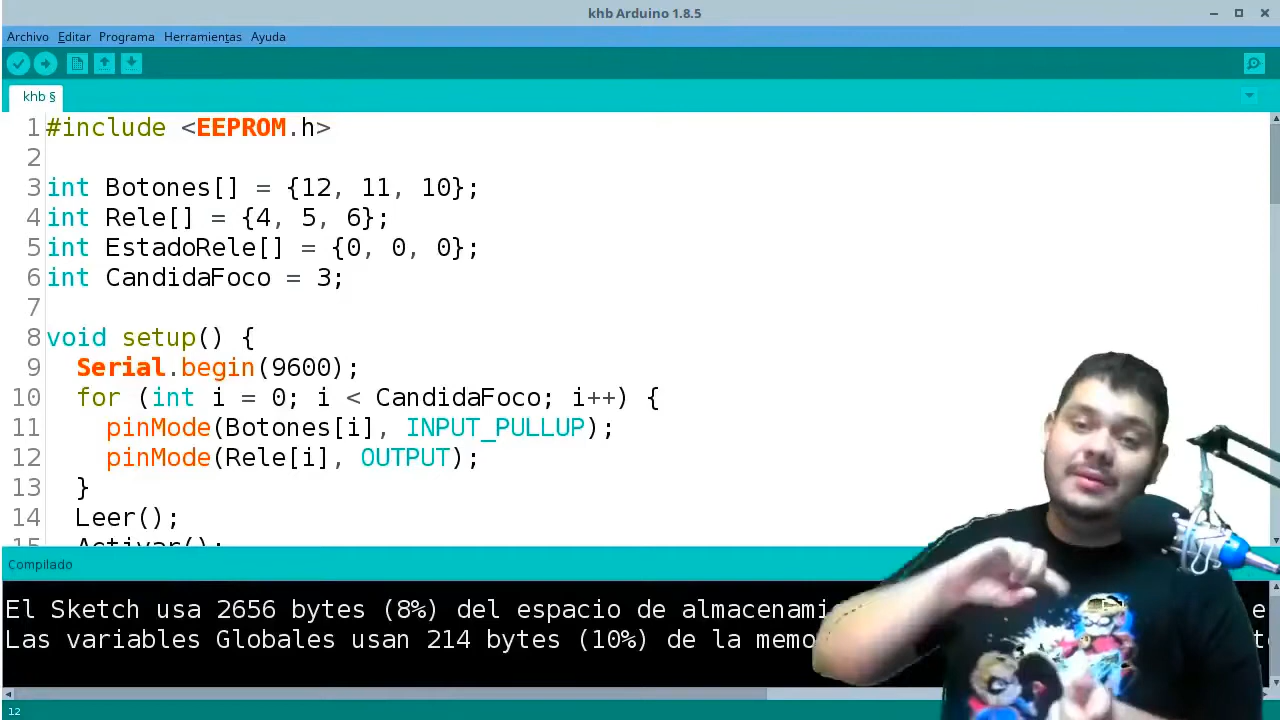 khb Arduino 1.8.5
Archivo Editar Programa Herramientas Ayuda
khb §
1 #include <EEPROM.h>
2
3 int Botones[] = {12, 11, 10};
4 int Rele[] = {4, 5, 6};
5 int EstadoRele[] = {0, 0, 0};
6 int CandidaFoco = 3;
7
8 void setup() {
9 Serial.begin(9600);
10 for (int i = 0; i < CandidaFoco; i++) {
11 pinMode(Botones[i], INPUT_PULLUP);
12 pinMode(Rele[i], OUTPUT);
13 }
14 Leer();
15 Activar();
Compilado
El Sketch usa 2656 bytes (8%) del espacio de almacenami
Las variables Globales usan 214 bytes (10%) de la memo
12